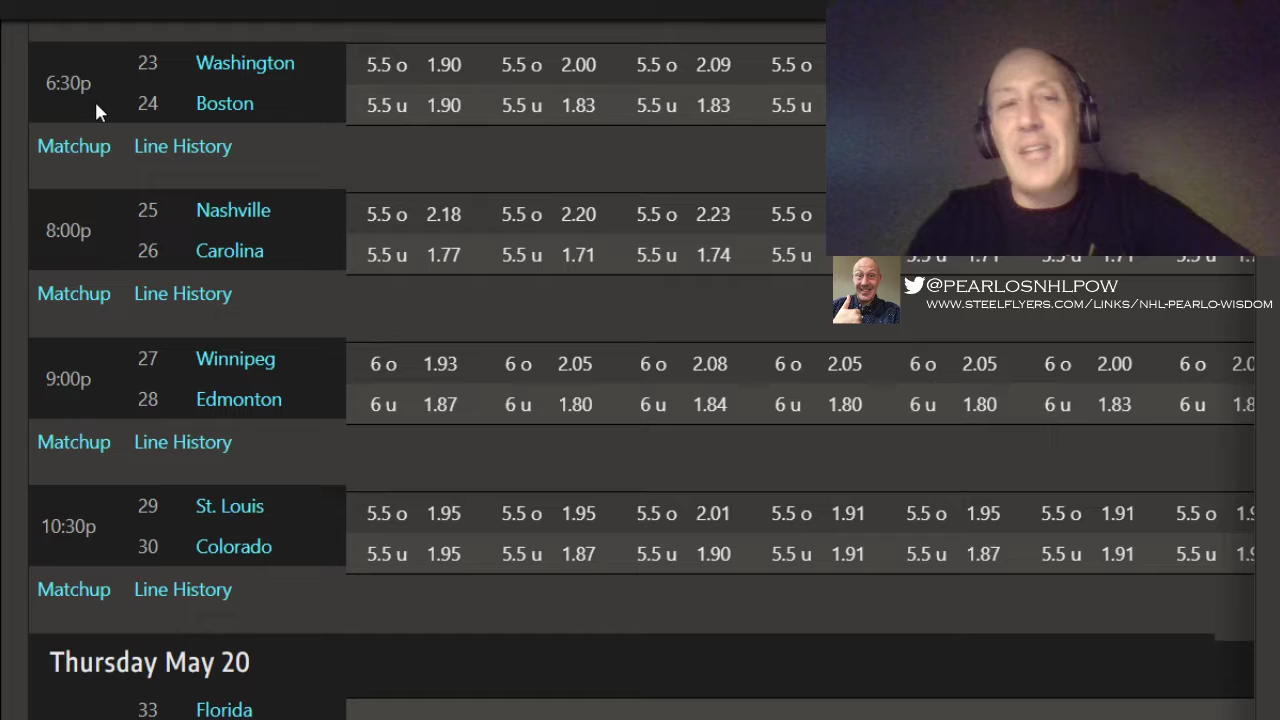 6:30p 23 Washington 5.5 o 1.90 5.5 o 2.00 5.5 o 2.09 5.5 o
24 Boston 5.5 u 1.90 5.5 u 1.83 5.5 u 1.83 5.5 u
Matchup Line History
8:00p 25 Nashville 5.5 o 2.18 5.5 o 2.20 5.5 o 2.23 5.5 o
26 Carolina 5.5 u 1.77 5.5 u 1.71 5.5 u 1.74 5.5 u 5.5 u 1.71 5.5 u
@PEARLOSNHLPOW
WWW.STEELFLYERS.COM/LINKS/NHL-PEARLO-WISDOM
Matchup Line History
9:00p 27 Winnipeg 6 o 1.93 6 o 2.05 6 o 2.08 6 o 2.05 6 o 2.05 6 o 2.00 6 o
28 Edmonton 6 u 1.87 6 u 1.80 6 u 1.84 6 u 1.80 6 u 1.80 6 u 1.83 6 u
Matchup Line History
10:30p 29 St. Louis 5.5 o 1.95 5.5 o 1.95 5.5 o 2.01 5.5 o 1.91 5.5 o 1.95 5.5 o 1.91 5.5 o
30 Colorado 5.5 u 1.95 5.5 u 1.87 5.5 u 1.90 5.5 u 1.91 5.5 u 1.87 5.5 u 1.91 5.5 u
Matchup Line History
Thursday May 20
33 Florida